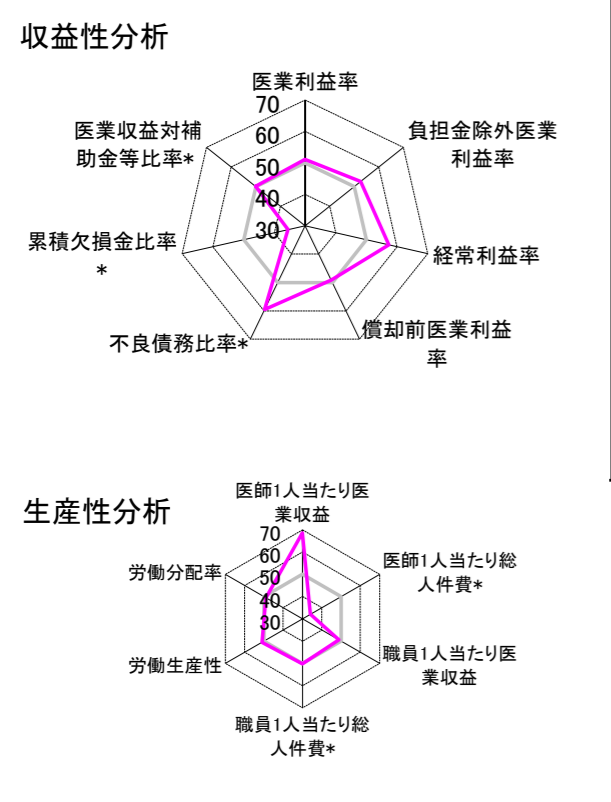 収益性分析
医業利益率
70
60
50
40
30
負担金除外医業
利益率
経常利益率
償却前医業利益
率
不良債務比率*
累積欠損金比率
*
医業収益対補
助金等比率*
生産性分析
医師1人当たり医
業収益
70
60
50
40
30
医師1人当たり総
人件費*
職員1人当たり医
業収益
職員1人当たり総
人件費*
労働生産性
労働分配率